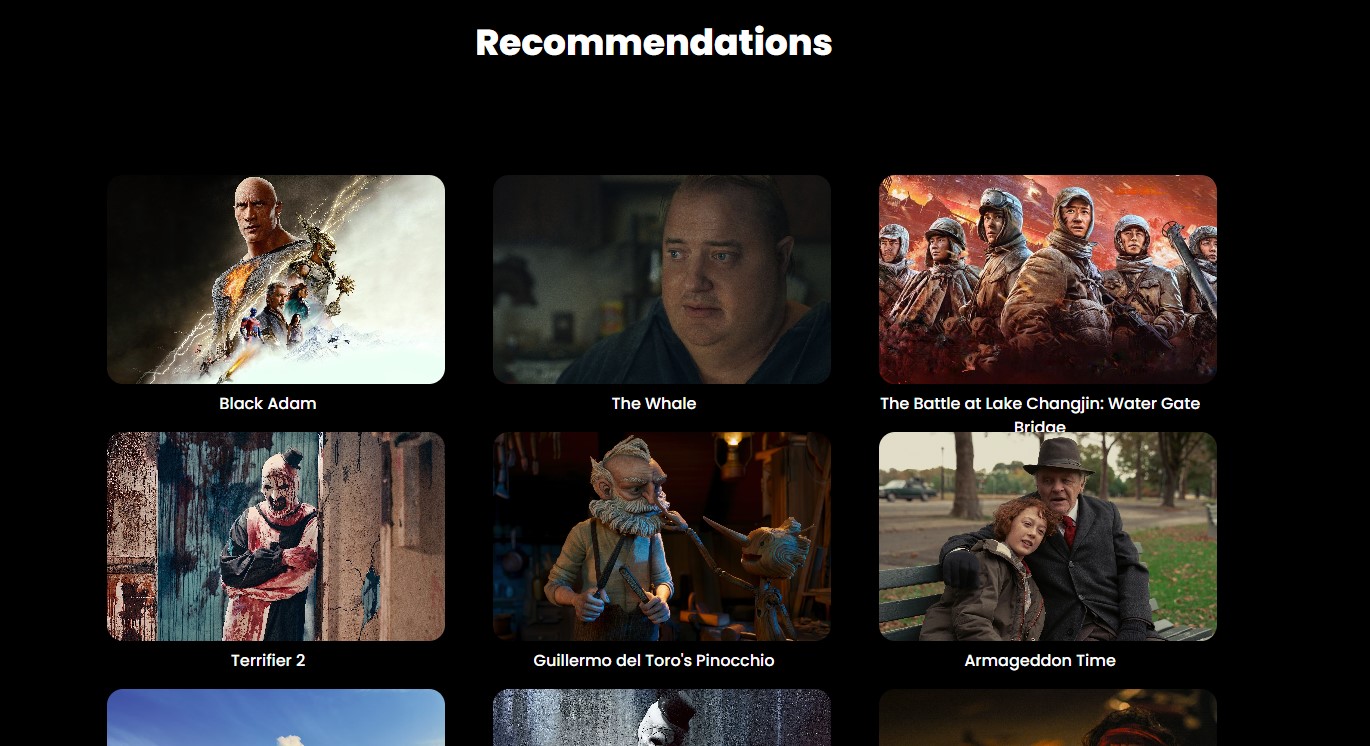 Recommendations
Black Adam
The Whale
The Battle at Lake Changjin: Water Gate
Bridge
Terrifier 2
Guillermo del Toro's Pinocchio
Armageddon Time